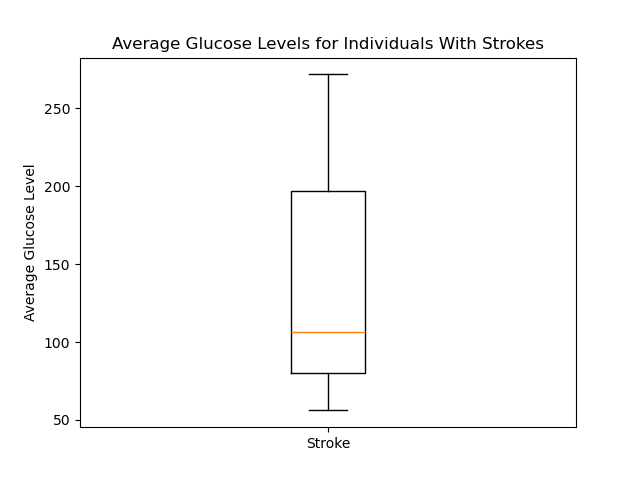 Average Glucose Levels for Individuals With Strokes
250
200
150
100
50
Average Glucose Level
Stroke